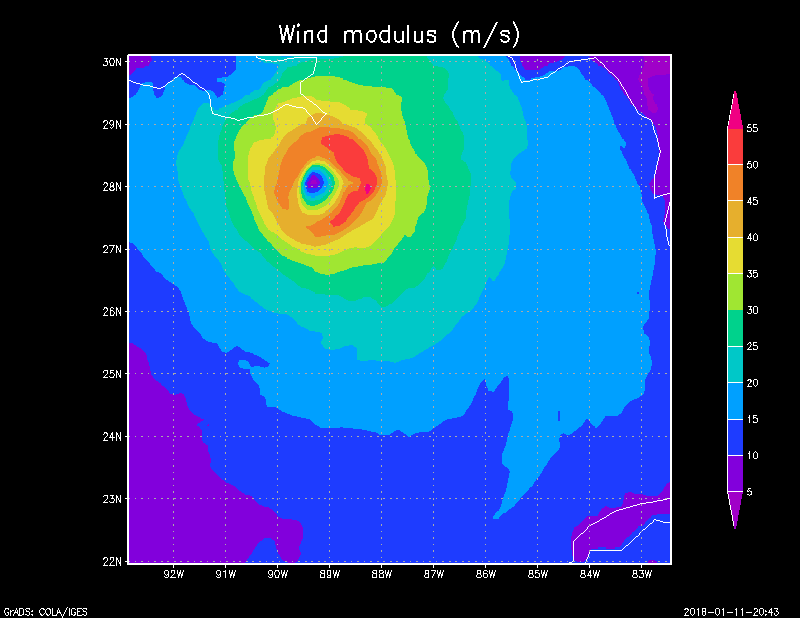 Wind modulus (m/s)
30N
29N
28N
27N
26N
25N
24N
23N
22N
92W 91W 90W 89W 88W 87W 86W 85W 84W 83W
55
50
45
40
35
30
25
20
15
10
5
GrADS: COLA/IGES
2018-01-11-20:43